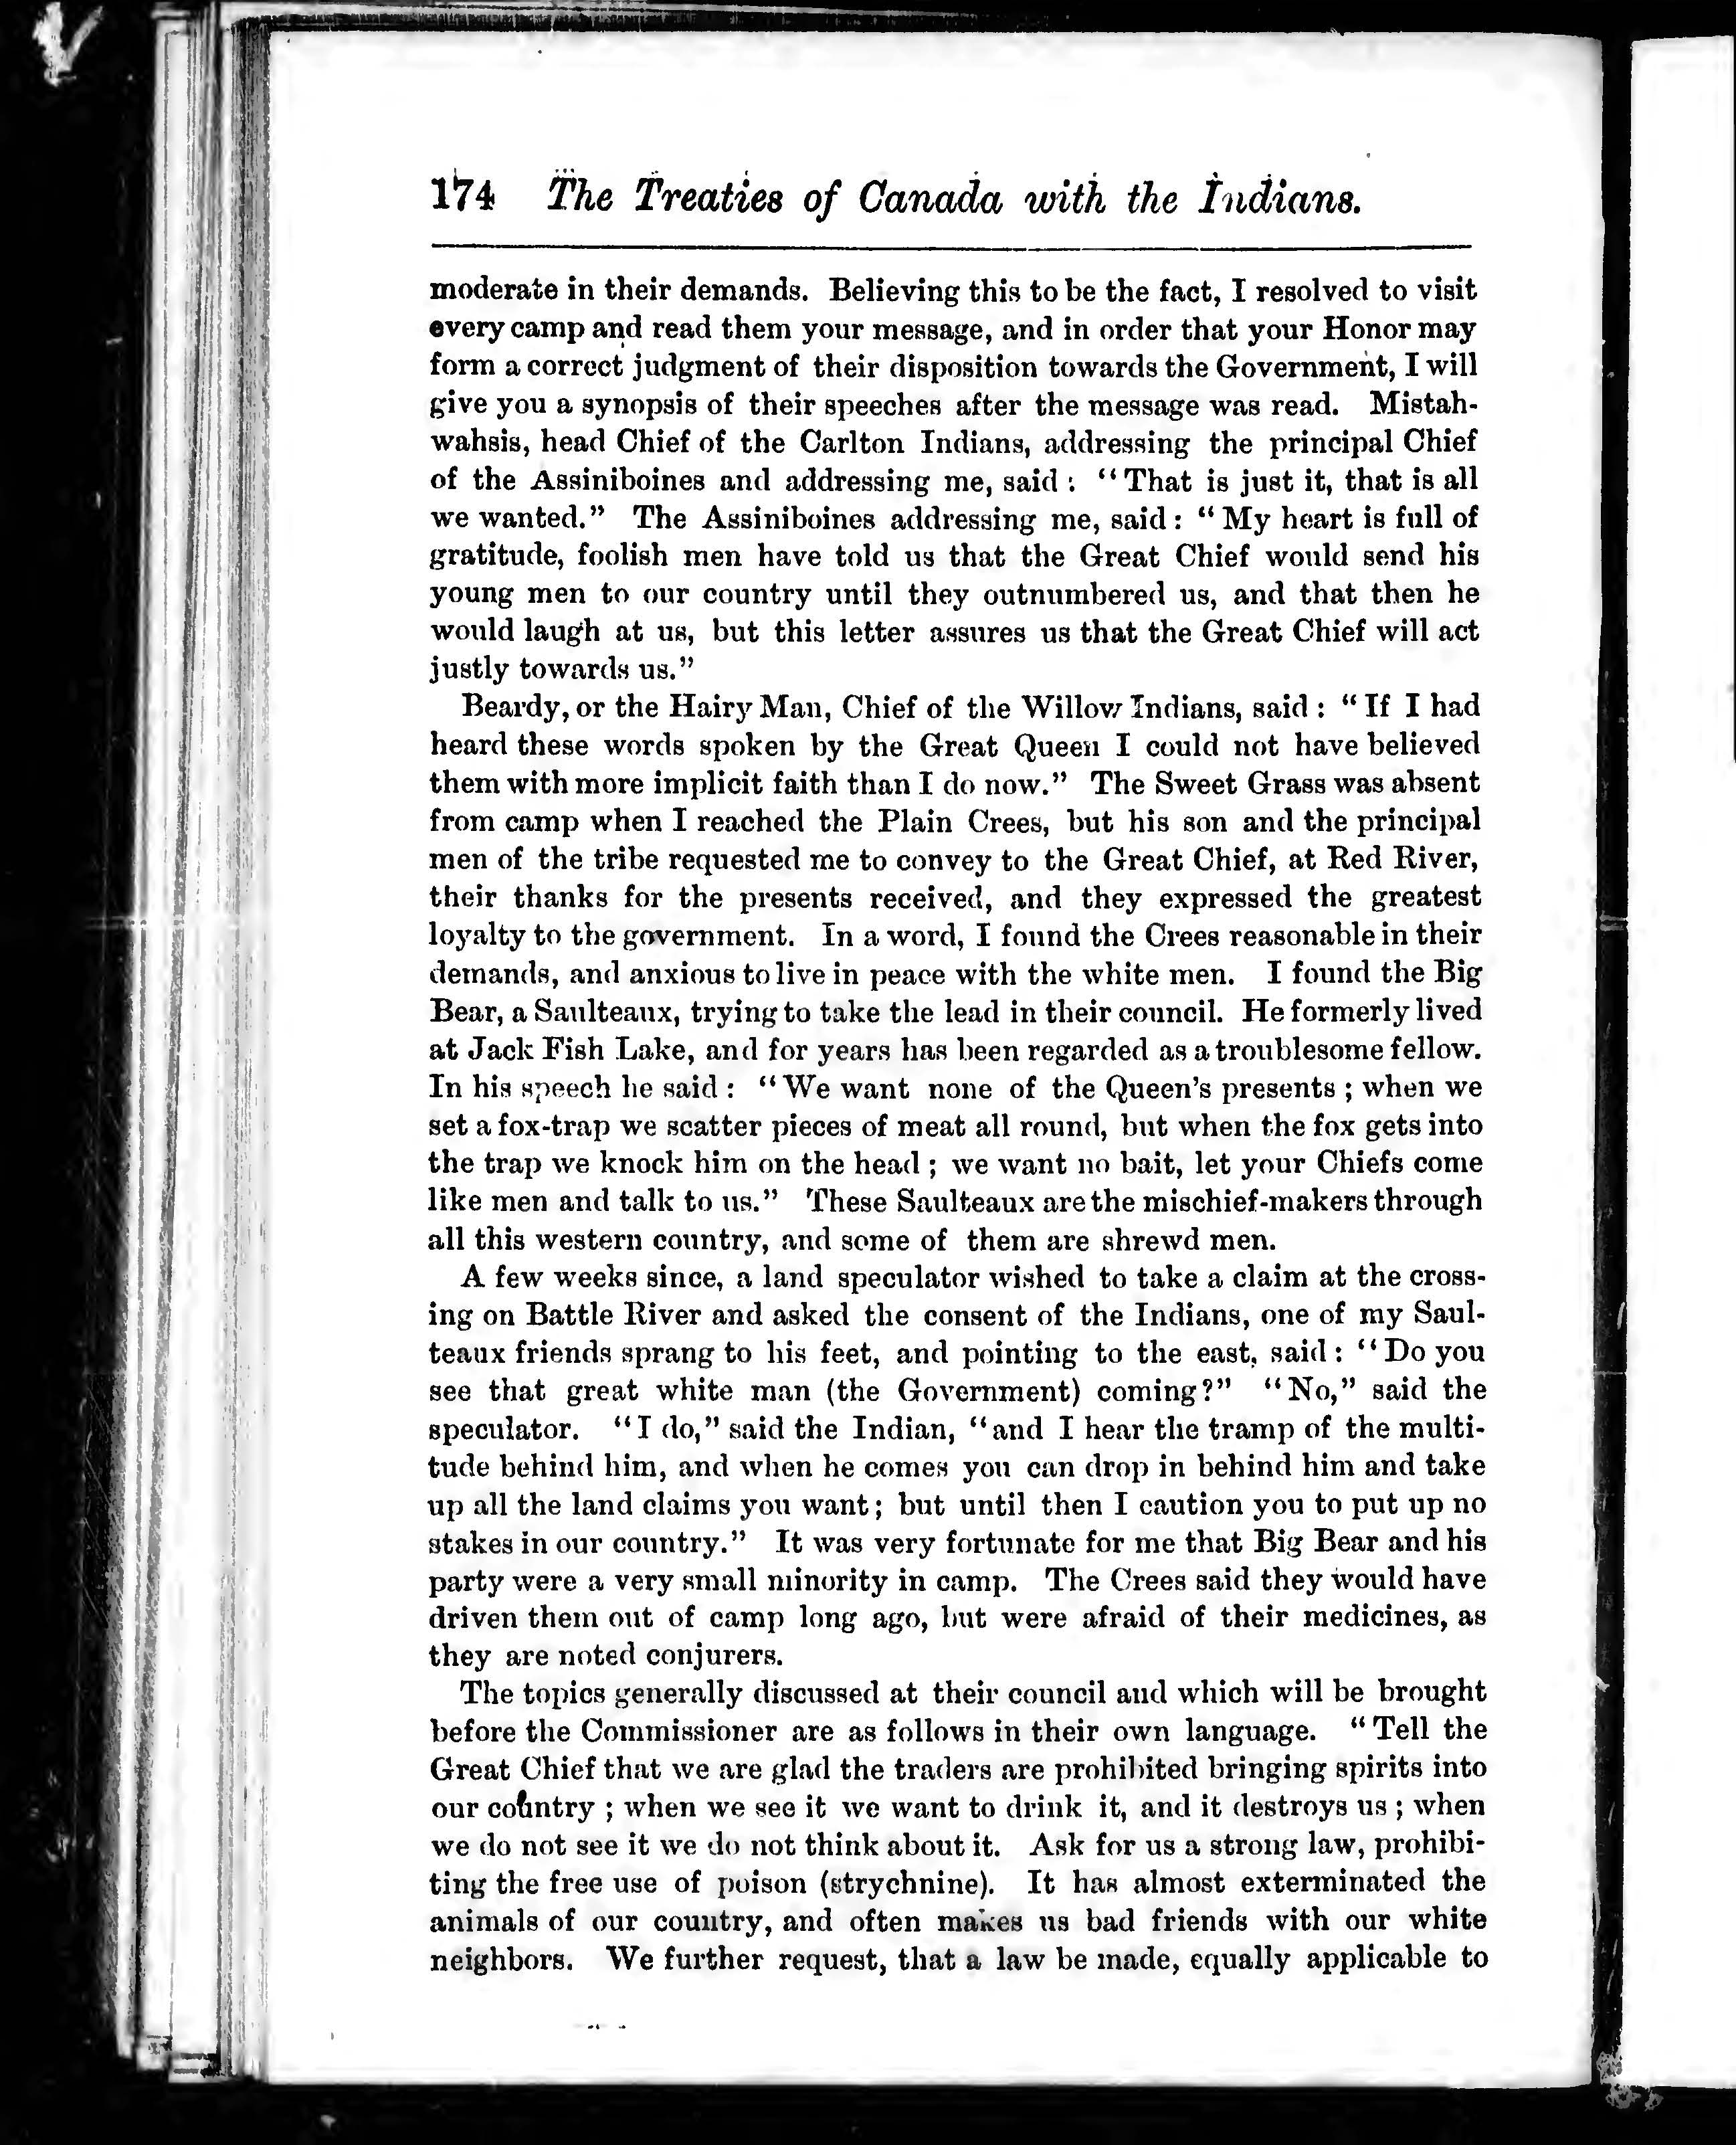 174 The Treaties of Canada with the Indians.
moderate in their demands. Believing this to be the fact, I resolved to visit
every camp and read them your message, and in order that your Honor may
form a correct judgment of their disposition towards the Government, I will
give you a synopsis of their speeches after the message was read. Mistah-
wahsis, head Chief of the Carlton Indians, addressing the principal Chief
of the Assiniboines and addressing me, said : "That is just it, that is all
we wanted." The Assiniboines addressing me, said : "My heart is full of
gratitude, foolish men have told us that the Great Chief would send his
young men to our country until they outnumbered us, and that then he
would laugh at us, but this letter assures us that the Great Chief will act
justly towards us."
Beardy, or the Hairy Man, Chief of the Willow Indians, said : "If I had
heard these words spoken by the Great Queen I could not have believed
them with more implicit faith than I do now." The Sweet Grass was absent
from camp when I reached the Plain Crees, but his son and the principal
men of the tribe requested me to convey to the Great Chief, at Red River,
their thanks for the presents received, and they expressed the greatest
loyalty to the government. In a word, I found the Crees reasonable in their
demands, and anxious to live in peace with the white men. I found the Big
Bear, a Saulteaux, trying to take the lead in their council. He formerly lived
at Jack Fish Lake, and for years has been regarded as a troublesome fellow.
In his speech he said : "We want none of the Queen's presents ; when we
set a fox-trap we scatter pieces of meat all round, but when the fox gets into
the trap we knock him on the head ; we want no bait, let your Chiefs come
like men and talk to us." These Saulteaux are the mischief-makers through
all this western country, and some of them are shrewd men.
A few weeks since, a land speculator wished to take a claim at the cross-
ing on Battle River and asked the consent of the Indians, one of my Saul-
teaux friends sprang to his feet, and pointing to the east, said : "Do you
see that great white man (the Government) coming?" "No," said the
speculator. "I do," said the Indian, "and I hear the tramp of the multi-
tude behind him, and when he comes you can drop in behind him and take
up all the land claims you want ; but until then I caution you to put up no
stakes in our country." It was very fortunate for me that Big Bear and his
party were a very small minority in camp. The Crees said they would have
driven them out of camp long ago, but were afraid of their medicines, as
they are noted conjurers.
The topics generally discussed at their council and which will be brought
before the Commissioner are as follows in their own language. "Tell the
Great Chief that we are glad the traders are prohibited bringing spirits into
our country ; when we see it we want to drink it, and it destroys us ; when
we do not see it we do not think about it. Ask for us a strong law, prohibi-
ting the free use of poison (strychnine). It has almost exterminated the
animals of our country, and often makes us bad friends with our white
neighbors. We further request, that a law be made, equally applicable to